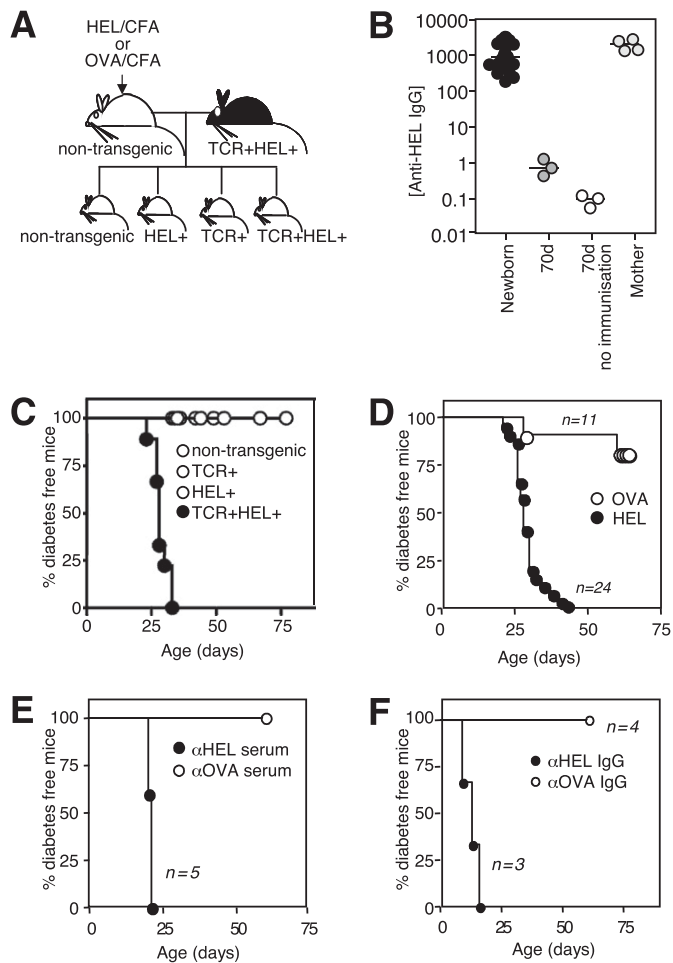 A
HEL/CFA
or
OVA/CFA
non-transgenic
TCR+HEL+
non-transgenic HEL+ TCR+ TCR+HEL+
B
[Anti-HEL IgG]
10000
1000
100
10
1
0.1
0.01
Newborn
70d
70d
no immunisation
Mother
C
% diabetes free mice
100
75
50
25
0
non-transgenic
TCR+
HEL+
TCR+HEL+
0 25 50 75
Age (days)
D
% diabetes free mice
100
75
50
25
0
n=11
OVA
HEL
n=24
0 25 50 75
Age (days)
E
% diabetes free mice
100
75
50
25
0
αHEL serum
αOVA serum
n=5
0 25 50 75
Age (days)
F
% diabetes free mice
100
75
50
25
0
n=4
αHEL IgG
αOVA IgG
n=3
0 25 50 75
Age (days)